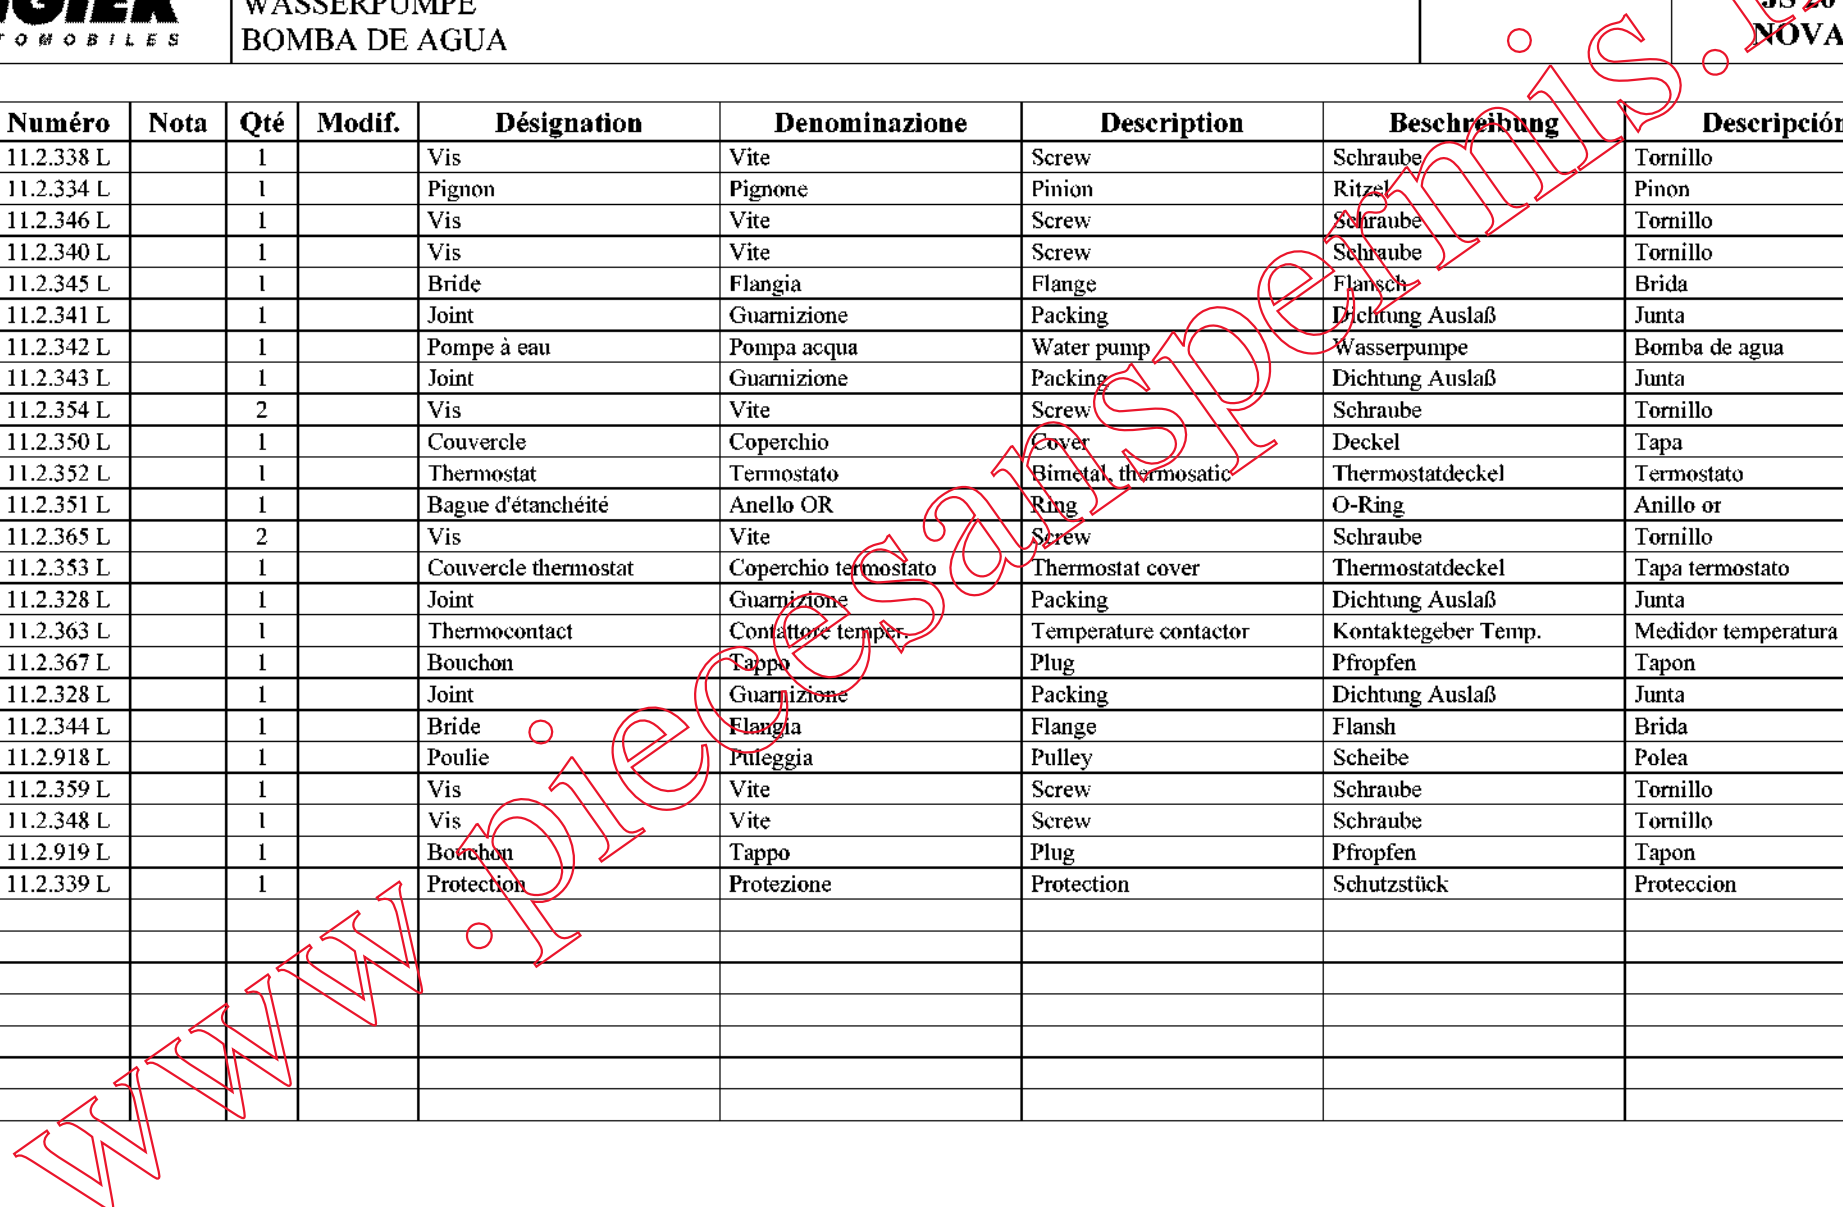 WASSERPUMPE
BOMBA DE AGUA
TOMOBILES
NOVA
Numéro Nota Qté Modif. Désignation Denominazione Description Beschreibung Descripción
11.2.338 L 1 Vis Vite Screw Schraube Tornillo
11.2.334 L 1 Pignon Pignone Pinion Ritzel Pinon
11.2.346 L 1 Vis Vite Screw Schraube Tornillo
11.2.340 L 1 Vis Vite Screw Schraube Tornillo
11.2.345 L 1 Bride Flangia Flange Flansch Brida
11.2.341 L 1 Joint Guarnizione Packing Dichtung Auslaß Junta
11.2.342 L 1 Pompe à eau Pompa acqua Water pump Wasserpumpe Bomba de agua
11.2.343 L 1 Joint Guarnizione Packing Dichtung Auslaß Junta
11.2.354 L 2 Vis Vite Screw Schraube Tornillo
11.2.350 L 1 Couvercle Coperchio Cover Deckel Tapa
11.2.352 L 1 Thermostat Termostato Bimetal, thermosatic Thermostatdeckel Termostato
11.2.351 L 1 Bague d'étanchéité Anello OR Ring O-Ring Anillo or
11.2.365 L 2 Vis Vite Screw Schraube Tornillo
11.2.353 L 1 Couvercle thermostat Coperchio termostato Thermostat cover Thermostatdeckel Tapa termostato
11.2.328 L 1 Joint Guarnizione Packing Dichtung Auslaß Junta
11.2.363 L 1 Thermocontact Contattore temper. Temperature contactor Kontaktegeber Temp. Medidor temperatura
11.2.367 L 1 Bouchon Tappo Plug Pfropfen Tapon
11.2.328 L 1 Joint Guarnizione Packing Dichtung Auslaß Junta
11.2.344 L 1 Bride Flangia Flange Flansh Brida
11.2.918 L 1 Poulie Puleggia Pulley Scheibe Polea
11.2.359 L 1 Vis Vite Screw Schraube Tornillo
11.2.348 L 1 Vis Vite Screw Schraube Tornillo
11.2.919 L 1 Bouchon Tappo Plug Pfropfen Tapon
11.2.339 L 1 Protection Protezione Protection Schutzstück Proteccion
www.piecesanspermis.